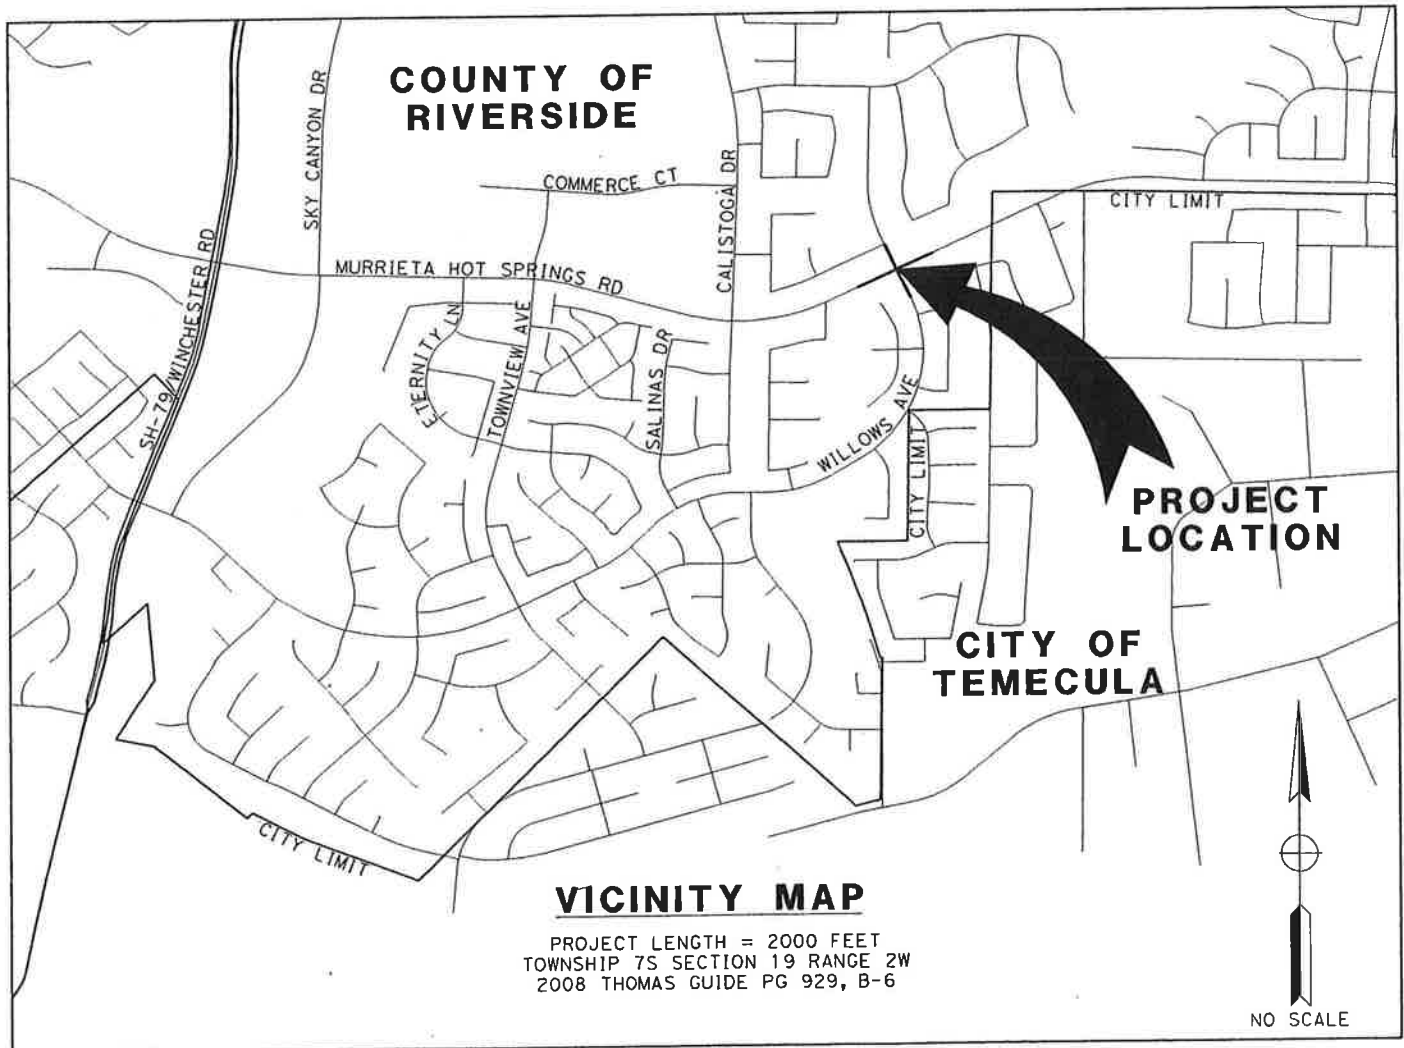 COUNTY OF
RIVERSIDE
SKY CANYON DR
COMMERCE CT
CALISTOGA DR
CITY LIMIT
MURRIETA HOT SPRINGS RD
SH-79/WINCHESTER RD
ETERNITY LN
TOWNVIEW AVE
SALINAS DR
WILLOWS AVE
CITY LIMIT
PROJECT
LOCATION
CITY OF
TEMECULA
CITY LIMIT
VICINITY MAP
PROJECT LENGTH = 2000 FEET
TOWNSHIP 7S SECTION 19 RANGE 2W
2008 THOMAS GUIDE PG 929, B-6
NO SCALE